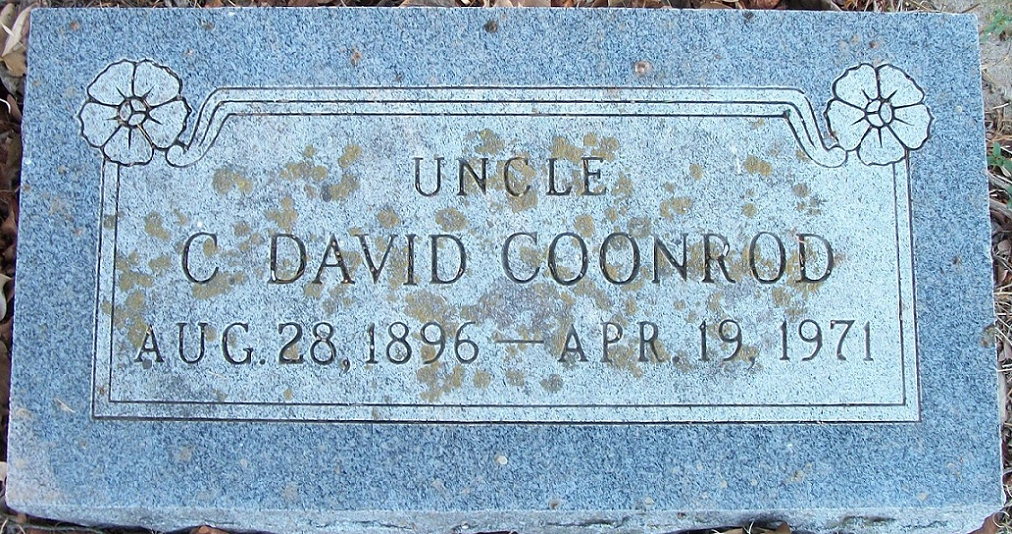 UNCLE
C DAVID COONROD
AUG. 28, 1896 — APR. 19, 1971